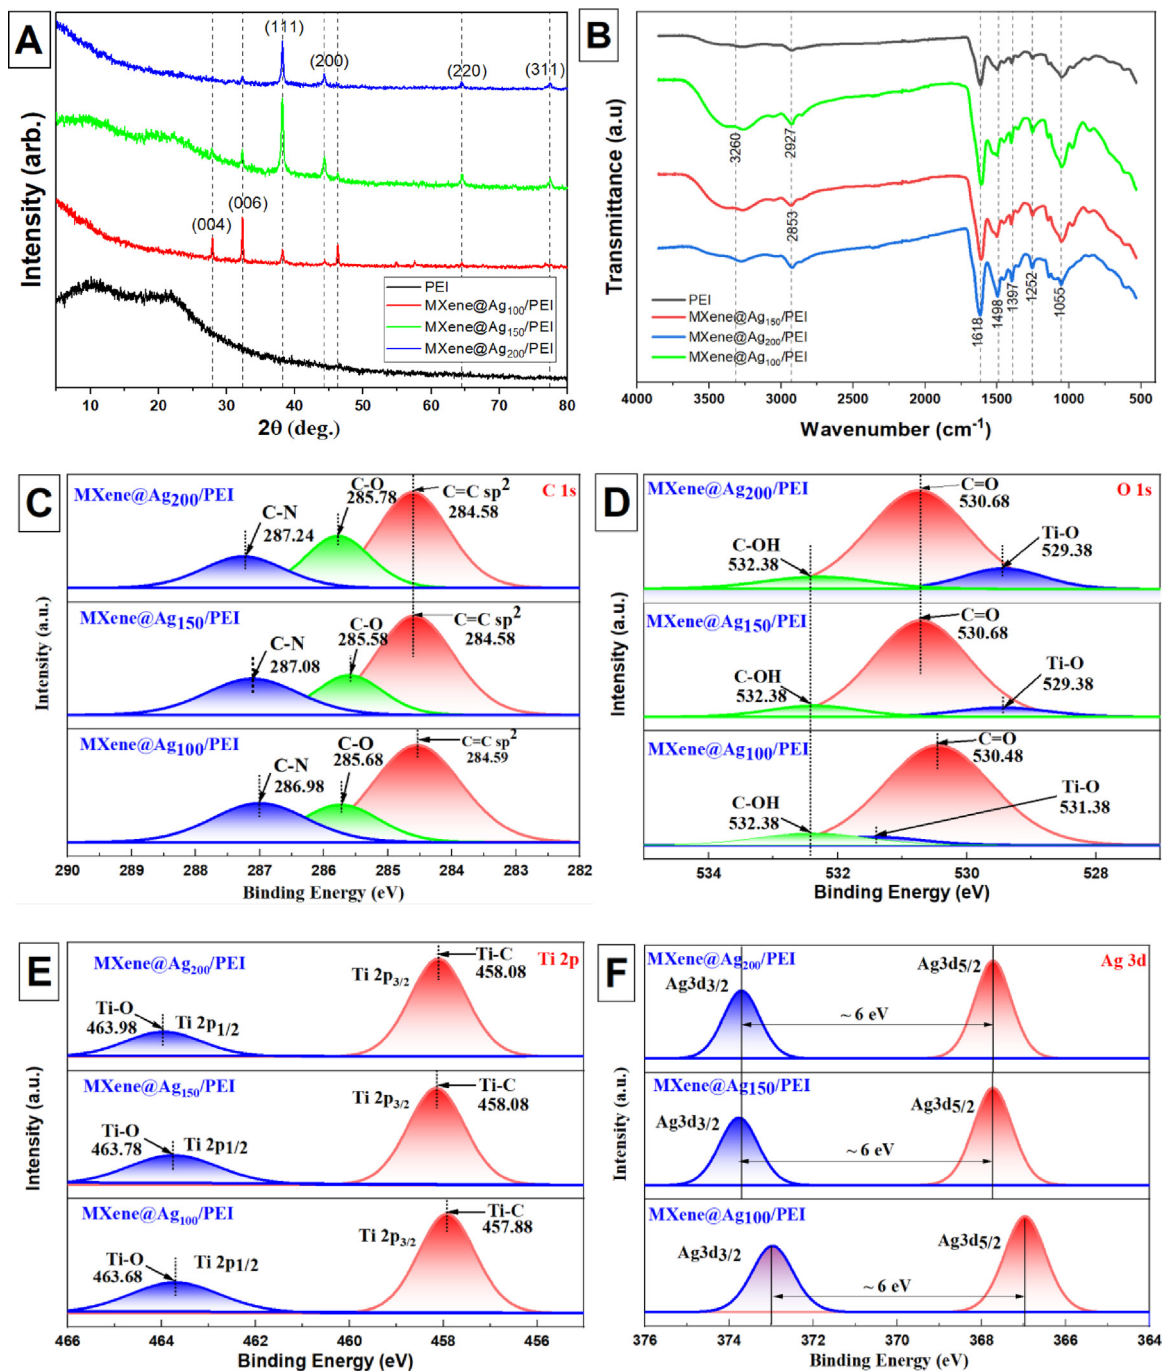 A
(111)
(200)
(220)
(311)
(004)
(006)
PEI
MXene@Ag100/PEI
MXene@Ag150/PEI
MXene@Ag200/PEI
Intensity (arb.)
10 20 30 40 50 60 70 80
2θ (deg.)
B
3260
2927
2853
1618
1498
1397
1252
1055
PEI
MXene@Ag150/PEI
MXene@Ag200/PEI
MXene@Ag100/PEI
Transmittance (a.u)
4000 3500 3000 2500 2000 1500 1000 500
Wavenumber (cm-1)
C
MXene@Ag200/PEI
C 1s
C-N
287.24
C-O
285.78
C=C sp2
284.58
MXene@Ag150/PEI
C-N
287.08
C-O
285.58
C=C sp2
284.58
MXene@Ag100/PEI
C-N
286.98
C-O
285.68
C=C sp2
284.59
Intensity (a.u.)
290 289 288 287 286 285 284 283 282
Binding Energy (eV)
D
MXene@Ag200/PEI
O 1s
C-OH
532.38
C=O
530.68
Ti-O
529.38
MXene@Ag150/PEI
C-OH
532.38
C=O
530.68
Ti-O
529.38
MXene@Ag100/PEI
C-OH
532.38
C=O
530.48
Ti-O
531.38
Intensity (a.u.)
534 532 530 528
Binding Energy (eV)
E
MXene@Ag200/PEI
Ti 2p
Ti-O
463.98
Ti 2p1/2
Ti 2p3/2
Ti-C
458.08
MXene@Ag150/PEI
Ti-O
463.78
Ti 2p1/2
Ti 2p3/2
Ti-C
458.08
MXene@Ag100/PEI
Ti-O
463.68
Ti 2p1/2
Ti 2p3/2
Ti-C
457.88
Intensity (a.u.)
466 464 462 460 458 456
Binding Energy (eV)
F
MXene@Ag200/PEI
Ag 3d
Ag3d3/2
Ag3d5/2
~ 6 eV
MXene@Ag150/PEI
Ag3d3/2
Ag3d5/2
~ 6 eV
MXene@Ag100/PEI
Ag3d3/2
Ag3d5/2
~ 6 eV
Intensity (a.u.)
376 374 372 370 368 366 364
Binding Energy (eV)